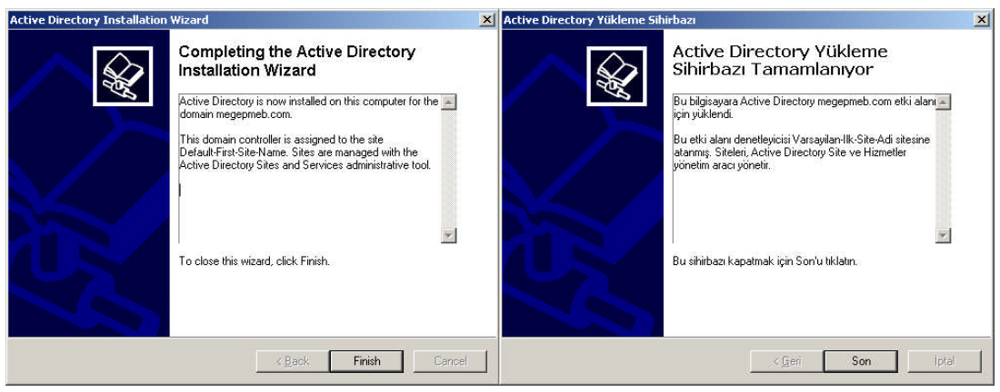 Active Directory Installation Wizard
Completing the Active Directory
Installation Wizard
Active Directory is now installed on this computer for the
domain megepmeb.com.
This domain controller is assigned to the site
Default-First-Site-Name. Sites are managed with the
Active Directory Sites and Services administrative tool.
To close this wizard, click Finish.
< Back
Finish
Cancel
Active Directory Yükleme Sihirbazı
Active Directory Yükleme
Sihirbazı Tamamlanıyor
Bu bilgisayara Active Directory megepmeb.com etki alanı
için yüklendi.
Bu etki alanı denetleyicisi Varsayilan-Ilk-Site-Adi sitesine
atanmış. Siteleri, Active Directory Site ve Hizmetler
yönetim aracı yönetir.
Bu sihirbazı kapatmak için Son'u tıklatın.
< Geri
Son
İptal